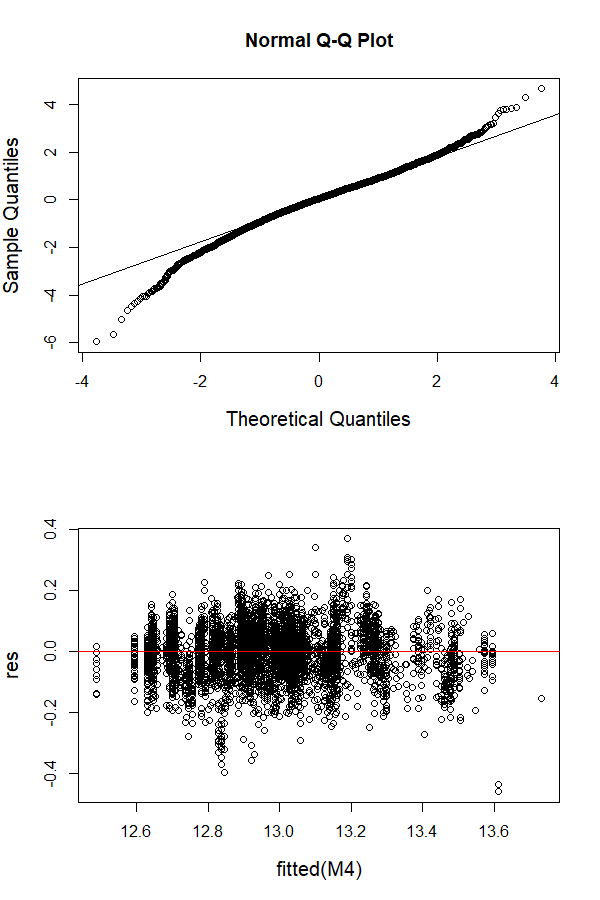 Normal Q-Q Plot
Sample Quantiles
4
2
0
-2
-4
-6
-4 -2 0 2 4
Theoretical Quantiles
res
0.4
0.2
0.0
-0.2
-0.4
12.6 12.8 13.0 13.2 13.4 13.6
fitted(M4)